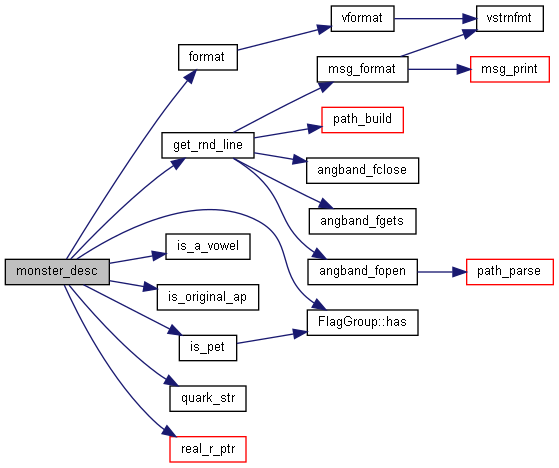 vformat
vstrnfmt
format
msg_format
msg_print
path_build
get_rnd_line
angband_fclose
angband_fgets
is_a_vowel
monster_desc
angband_fopen
path_parse
is_original_ap
FlagGroup::has
is_pet
quark_str
real_r_ptr